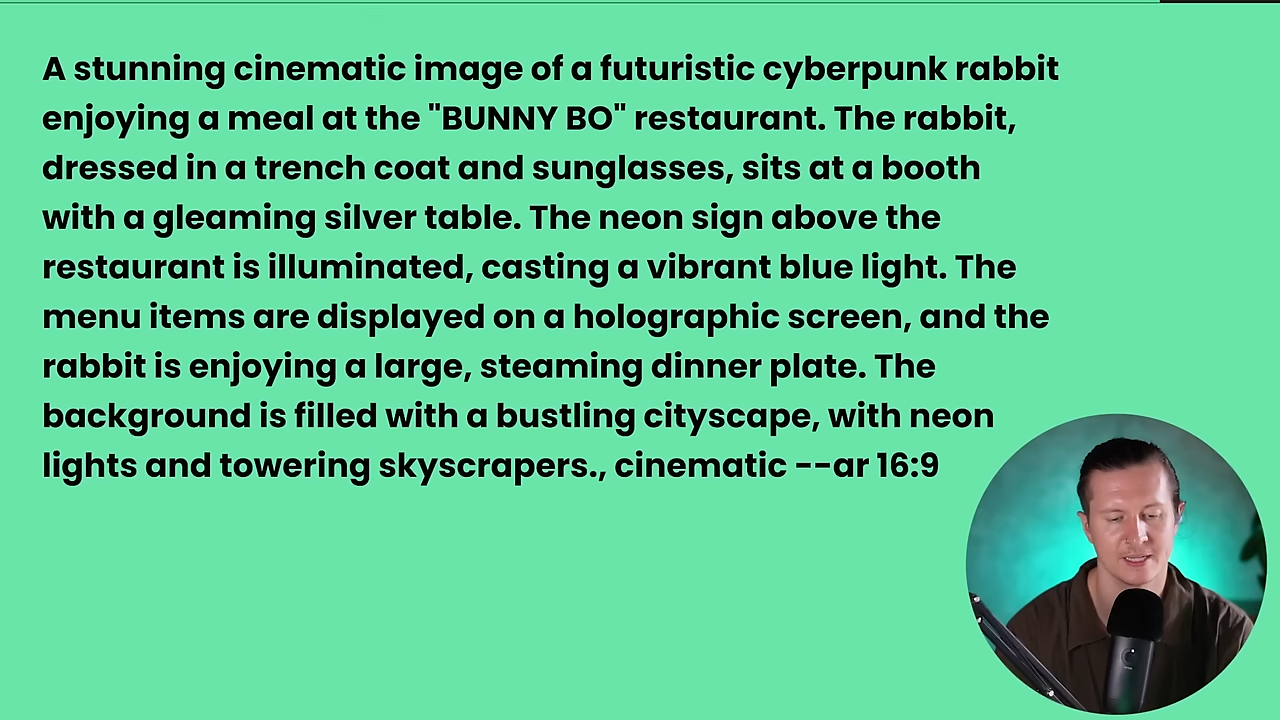 A stunning cinematic image of a futuristic cyberpunk rabbit
enjoying a meal at the "BUNNY BO" restaurant. The rabbit,
dressed in a trench coat and sunglasses, sits at a booth
with a gleaming silver table. The neon sign above the
restaurant is illuminated, casting a vibrant blue light. The
menu items are displayed on a holographic screen, and the
rabbit is enjoying a large, steaming dinner plate. The
background is filled with a bustling cityscape, with neon
lights and towering skyscrapers., cinematic --ar 16:9